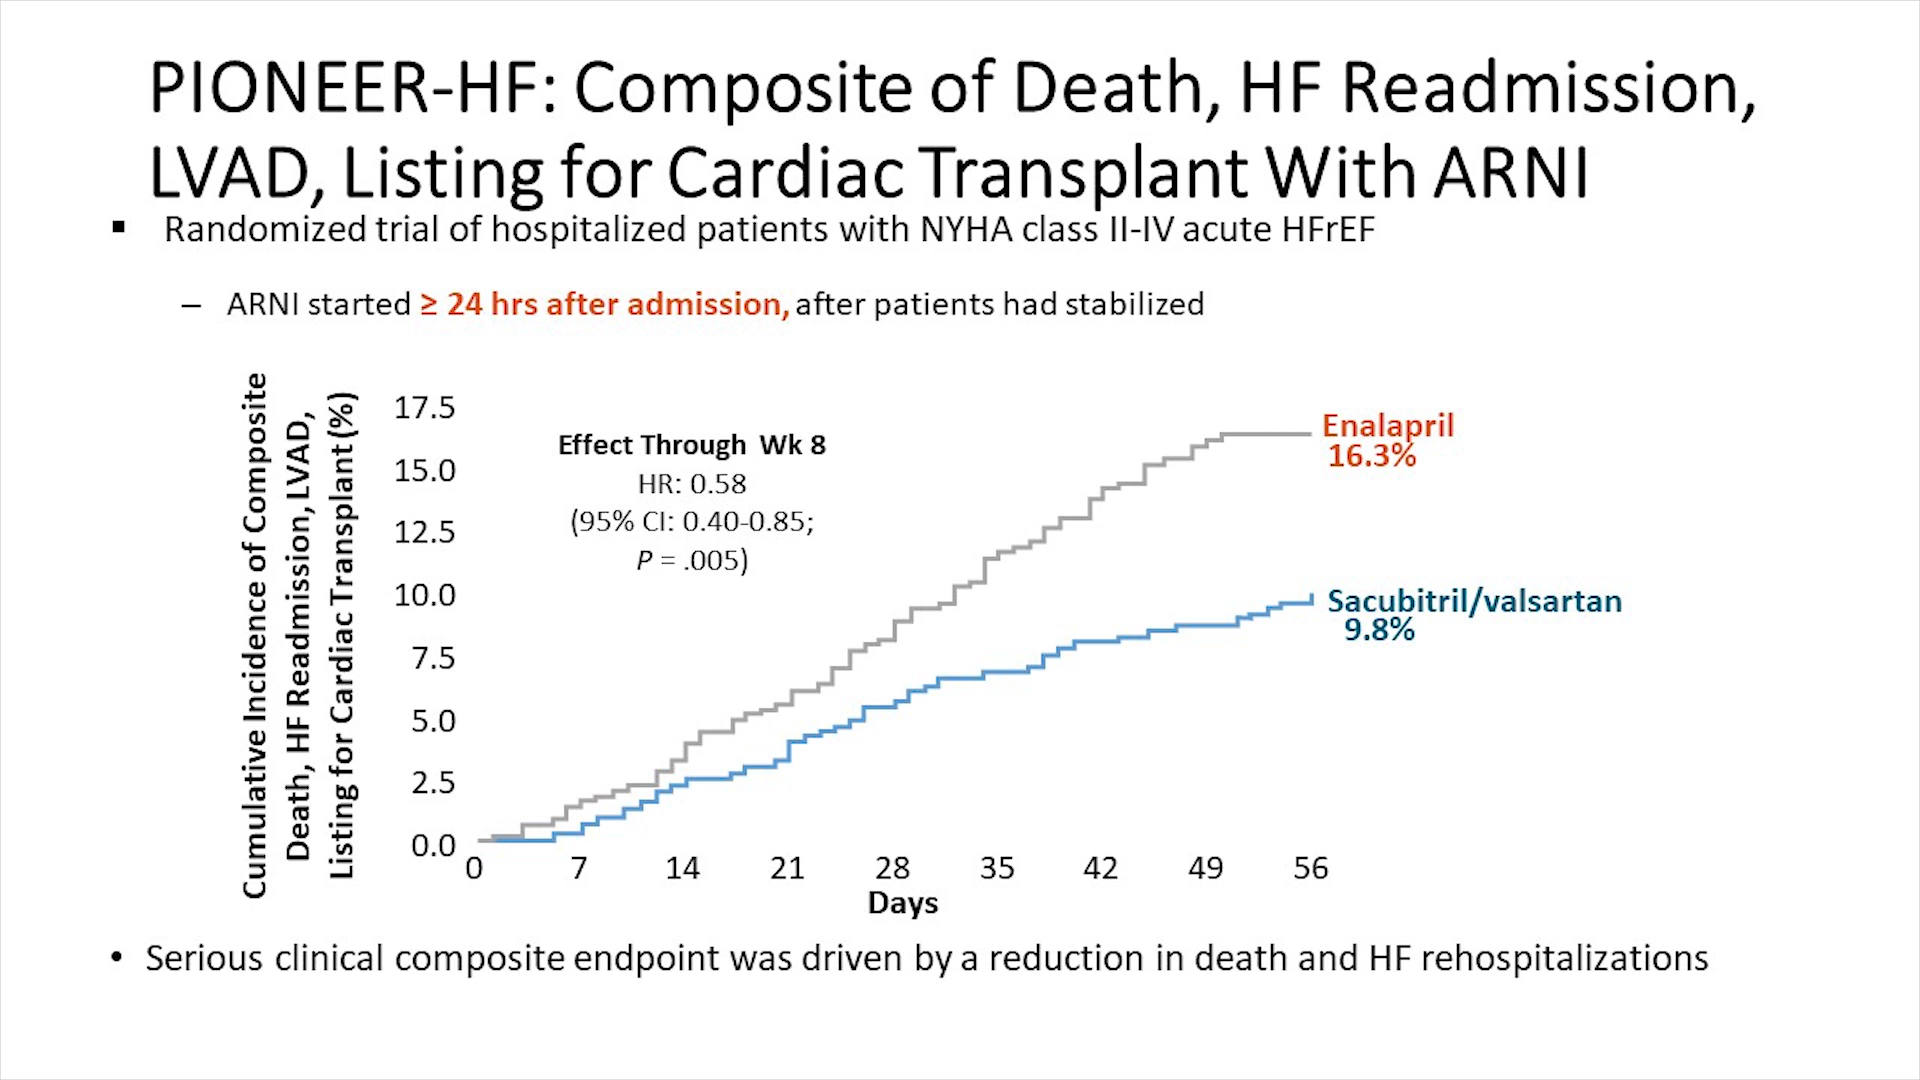 PIONEER-HF: Composite of Death, HF Readmission,
LVAD, Listing for Cardiac Transplant With ARNI
▪ Randomized trial of hospitalized patients with NYHA class II-IV acute HFrEF
– ARNI started ≥ 24 hrs after admission, after patients had stabilized
Cumulative Incidence of Composite
Death, HF Readmission, LVAD,
Listing for Cardiac Transplant (%)
17.5
15.0
12.5
10.0
7.5
5.0
2.5
0.0
Effect Through Wk 8
HR: 0.58
(95% CI: 0.40-0.85;
P = .005)
Enalapril
16.3%
Sacubitril/valsartan
9.8%
0 7 14 21 28 35 42 49 56
Days
• Serious clinical composite endpoint was driven by a reduction in death and HF rehospitalizations